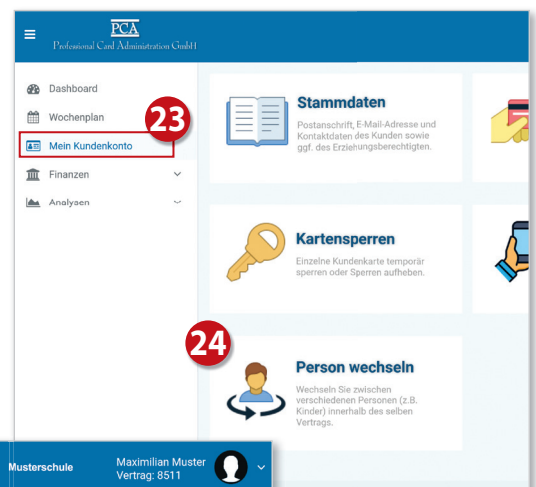 PCA
Professional Card Administration GmbH
Dashboard
Wochenplan
23
Mein Kundenkonto
Finanzen
Analysen
Stammdaten
Postanschrift, E-Mail-Adresse und
Kontaktdaten des Kunden sowie
ggf. des Erziehungsberechtigten.
Kartensperren
Einzelne Kundenkarte temporär
sperren oder Sperren aufheben.
24
Person wechseln
Wechseln Sie zwischen
verschiedenen Personen (z.B.
Kinder) innerhalb des selben
Vertrags.
Musterschule
Maximilian Muster
Vertrag: 8511